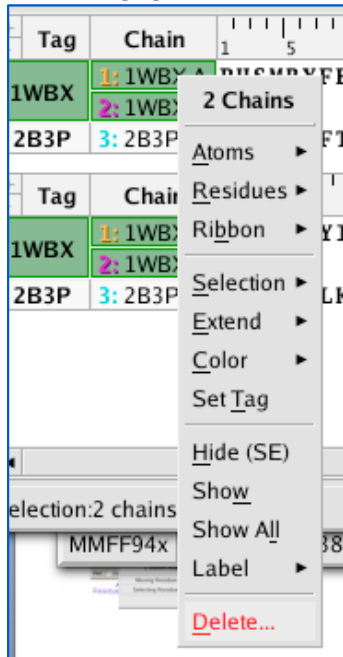 Tag Chain 1 5
1WBX 1: 1WBX A
2: 1WBX
2B3P 3: 2B3P
2 Chains
Atoms
Residues
Ribbon
Selection
Extend
Color
Set Tag
Hide (SE)
Show
Show All
Label
Delete...
Tag Chain
1WBX 1: 1WBX
2: 1WBX
2B3P 3: 2B3P
election:2 chains
MMFF94x 38